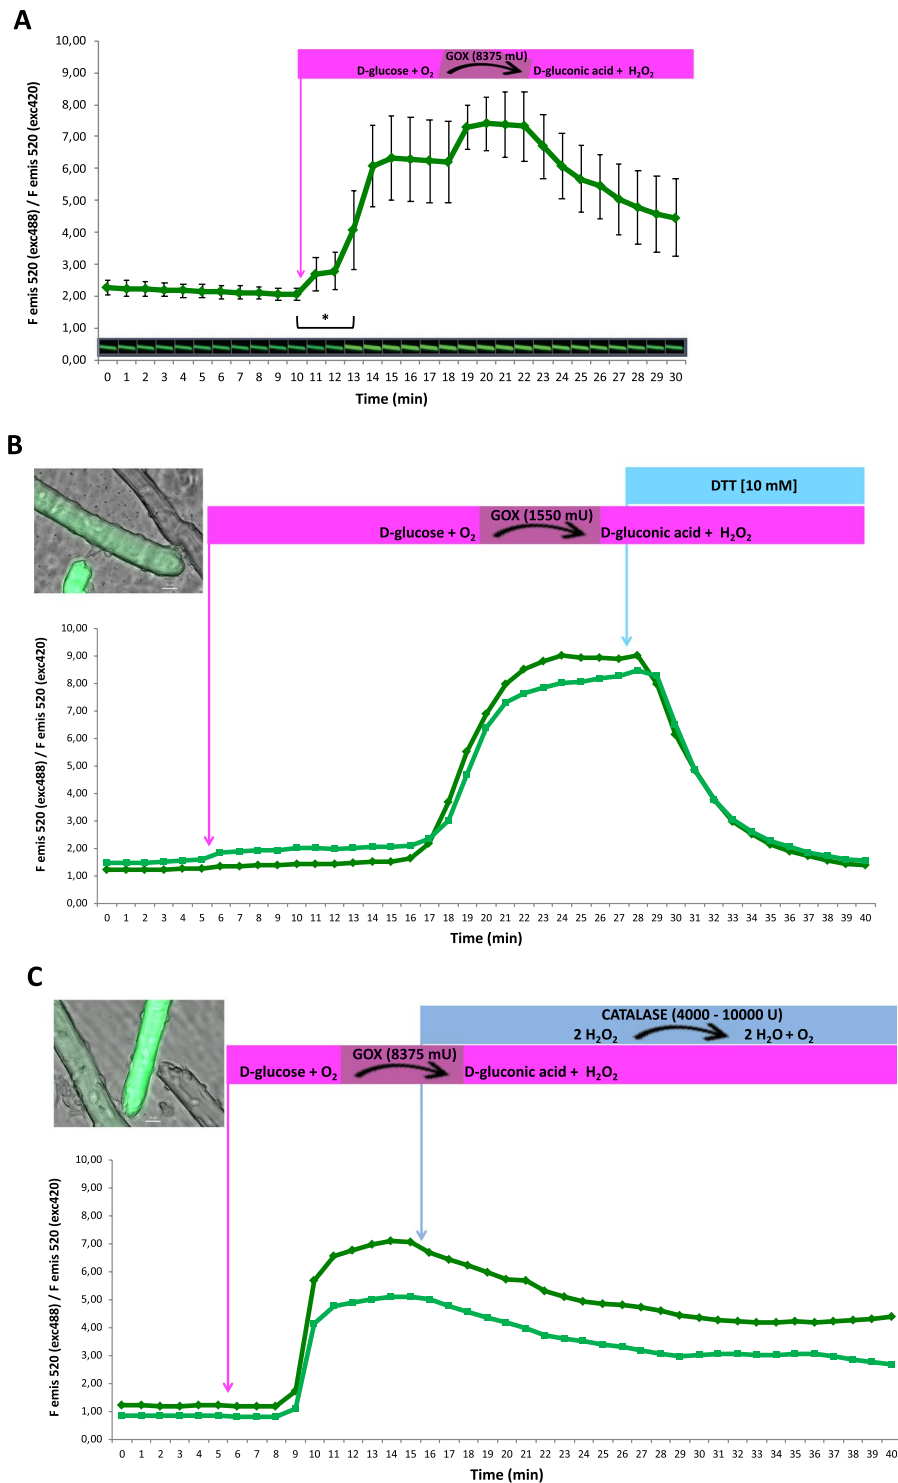 A
F emis 520 (exc488) / F emis 520 (exc420)
10,00
9,00
8,00
7,00
6,00
5,00
4,00
3,00
2,00
1,00
0,00
GOX (8375 mU)
D-glucose + O₂ D-gluconic acid + H₂O₂
*
0 1 2 3 4 5 6 7 8 9 10 11 12 13 14 15 16 17 18 19 20 21 22 23 24 25 26 27 28 29 30
Time (min)
B
DTT [10 mM]
GOX (1550 mU)
D-glucose + O₂ D-gluconic acid + H₂O₂
F emis 520 (exc488) / F emis 520 (exc420)
10,00
9,00
8,00
7,00
6,00
5,00
4,00
3,00
2,00
1,00
0,00
0 1 2 3 4 5 6 7 8 9 10 11 12 13 14 15 16 17 18 19 20 21 22 23 24 25 26 27 28 29 30 31 32 33 34 35 36 37 38 39 40
Time (min)
C
CATALASE (4000 - 10000 U)
2 H₂O₂ 2 H₂O + O₂
GOX (8375 mU)
D-glucose + O₂ D-gluconic acid + H₂O₂
F emis 520 (exc488) / F emis 520 (exc420)
10,00
9,00
8,00
7,00
6,00
5,00
4,00
3,00
2,00
1,00
0,00
0 1 2 3 4 5 6 7 8 9 10 11 12 13 14 15 16 17 18 19 20 21 22 23 24 25 26 27 28 29 30 31 32 33 34 35 36 37 38 39 40
Time (min)